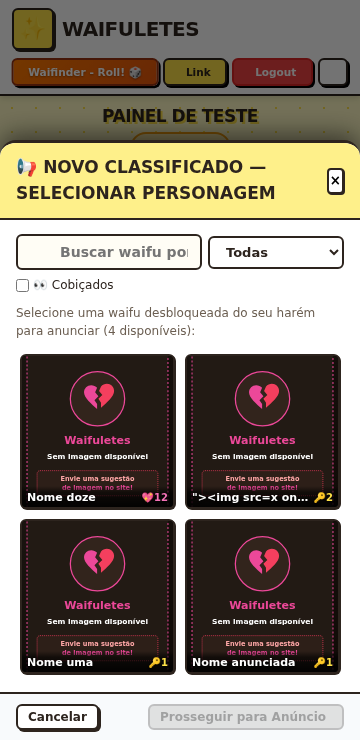 WAIFULETES
Waifinder - Roll! 🎲
Link
Logout
PAINEL DE TESTE
📢 NOVO CLASSIFICADO —
SELECIONAR PERSONAGEM
×
Buscar waifu po
Todas
👀 Cobiçados
Selecione uma waifu desbloqueada do seu harém
para anunciar (4 disponíveis):
Waifuletes
Sem Imagem disponível
Envie uma sugestão
de imagem no site!
Nome doze
💖12
Waifuletes
Sem Imagem disponível
Envie uma sugestão
de imagem no site!
"><img src=x on...
🔑2
Waifuletes
Sem Imagem disponível
Envie uma sugestão
de imagem no site!
Nome uma
🔑1
Waifuletes
Sem Imagem disponível
Envie uma sugestão
de imagem no site!
Nome anunciada
🔑1
Cancelar
Prosseguir para Anúncio